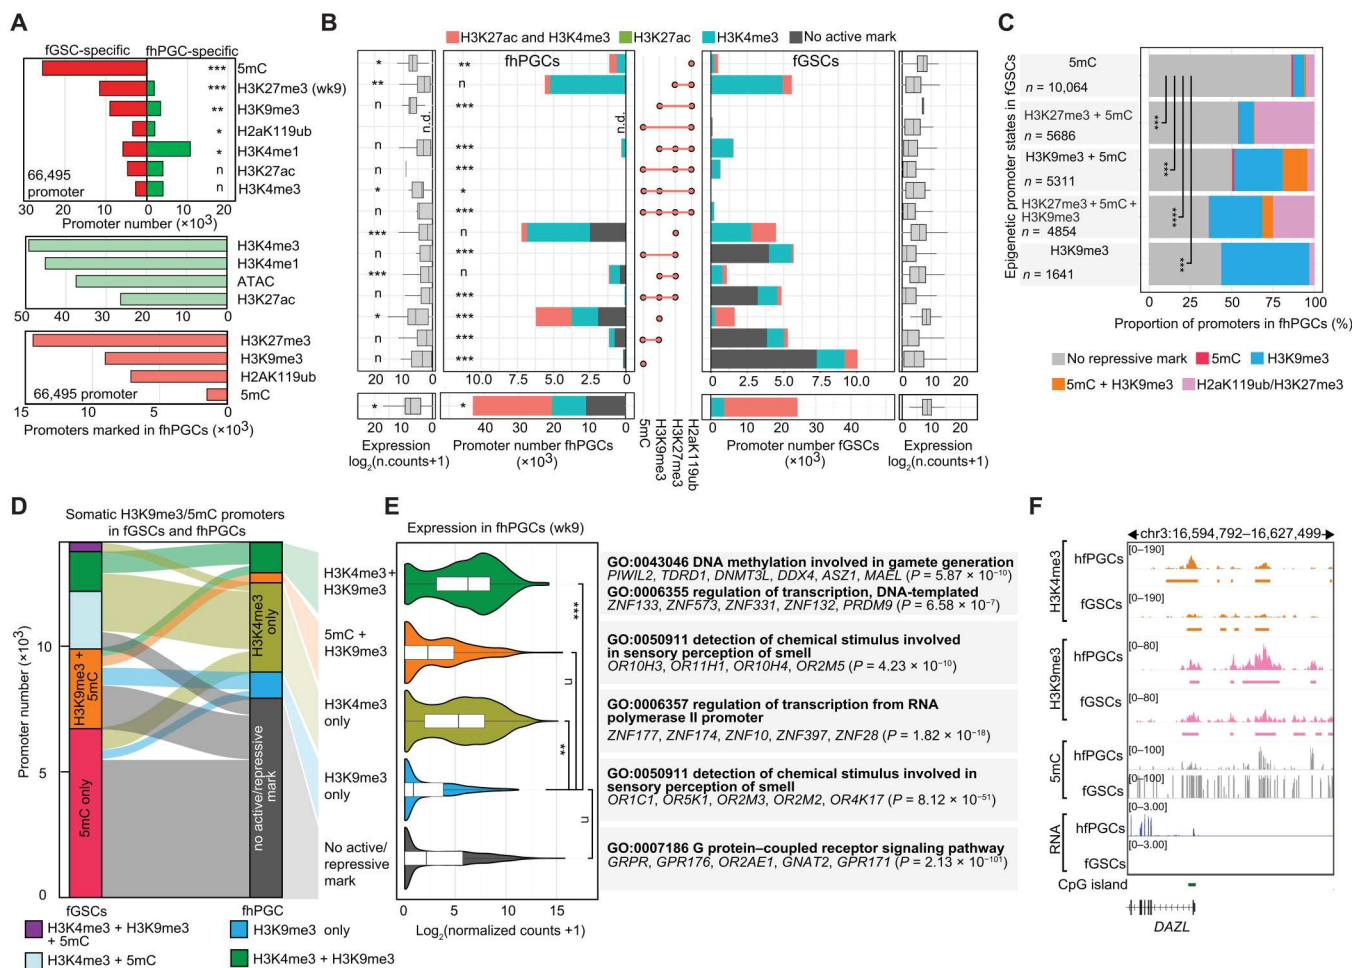 A
fGSC-specific
fhPGC-specific
*** 5mC
*** H3K27me3 (wk9)
** H3K9me3
* H2aK119ub
* H3K4me1
n H3K27ac
n H3K4me3
66,495
promoter
30 20 10 0 10 20
Promoter number (×10³)
H3K4me3
H3K4me1
ATAC
H3K27ac
50 40 30 20 10 0
H3K27me3
H3K9me3
H2AK119ub
5mC
66,495 promoter
15 10 5 0
Promoters marked in fhPGCs (×10³)
B
H3K27ac and H3K4me3
H3K27ac
H3K4me3
No active mark
fhPGCs
fGSCs
* **
** n
n ***
n.d. n.d.
n ***
n ***
* *
n ***
*** n
n ***
*** n
n ***
* ***
n ***
n ***
20 10 0
10.0 7.5 5.0 2.5 0
0 2.5 5.0 7.5 10.0
0 10 20
* *
20 10 0
40 30 20 10 0
0 10 20 30 40
0 10 20
Expression
log₂(n.counts+1)
Promoter number fhPGCs
(×10³)
5mC
H3K9me3
H3K27me3
H2aK119ub
Promoter number fGSCs
(×10³)
Expression
log₂(n.counts+1)
C
Epigenetic promoter states in fGSCs
5mC
n = 10,064
H3K27me3 + 5mC
n = 5686
H3K9me3 + 5mC
n = 5311
H3K27me3 + 5mC +
H3K9me3
n = 4854
H3K9me3
n = 1641
***
***
****
***
0 25 50 75 100
Proportion of promoters in fhPGCs (%)
No repressive mark
5mC
H3K9me3
5mC + H3K9me3
H2aK119ub/H3K27me3
D
Somatic H3K9me3/5mC promoters
in fGSCs and fhPGCs
Promoter number (×10³)
10
5
0
H3K9me3 +
5mC
5mC only
H3K4me3
only
no active/repressive
mark
fGSCs
fhPGC
H3K4me3 + H3K9me3
+ 5mC
H3K4me3 + 5mC
H3K9me3 only
H3K4me3 + H3K9me3
E
Expression in fhPGCs (wk9)
H3K4me3 +
H3K9me3
5mC +
H3K9me3
H3K4me3
only
H3K9me3
only
No active/
repressive
mark
***
n
**
n
0 5 10 15
Log₂(normalized counts +1)
GO:0043046 DNA methylation involved in gamete generation
PIWIL2, TDRD1, DNMT3L, DDX4, ASZ1, MAEL (P = 5.87 × 10⁻¹⁰)
GO:0006355 regulation of transcription, DNA-templated
ZNF133, ZNF573, ZNF331, ZNF132, PRDM9 (P = 6.58 × 10⁻⁷)
GO:0050911 detection of chemical stimulus involved
in sensory perception of smell
OR10H3, OR11H1, OR10H4, OR2M5 (P = 4.23 × 10⁻¹⁰)
GO:0006357 regulation of transcription from RNA
polymerase II promoter
ZNF177, ZNF174, ZNF10, ZNF397, ZNF28 (P = 1.82 × 10⁻¹⁸)
GO:0050911 detection of chemical stimulus involved in
sensory perception of smell
OR1C1, OR5K1, OR2M3, OR2M2, OR4K17 (P = 8.12 × 10⁻⁵¹)
GO:0007186 G protein–coupled receptor signaling pathway
GRPR, GPR176, OR2AE1, GNAT2, GPR171 (P = 2.13 × 10⁻¹⁰¹)
F
chr3:16,594,792–16,627,499
H3K4me3
hfPGCs
[0–190]
fGSCs
[0–190]
H3K9me3
hfPGCs
[0–80]
fGSCs
[0–80]
5mC
hfPGCs
[0–100]
fGSCs
[0–100]
RNA
hfPGCs
[0–3.00]
fGSCs
[0–3.00]
CpG island
DAZL